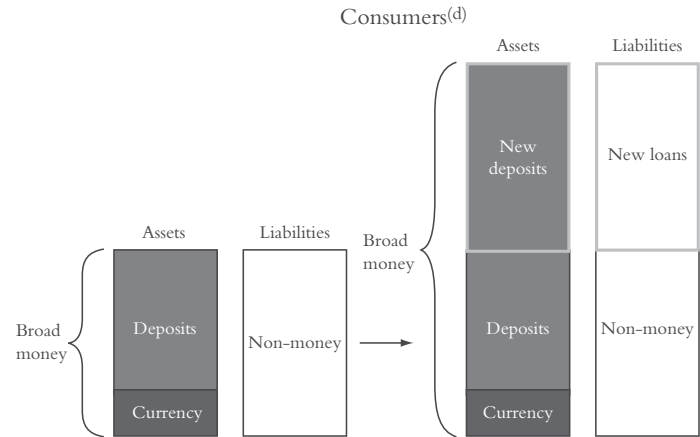 Consumers(d)
Assets
Liabilities
New
deposits
New loans
Assets
Liabilities
Broad
money
Broad
money
Deposits
Non-money
Deposits
Non-money
Currency
Currency